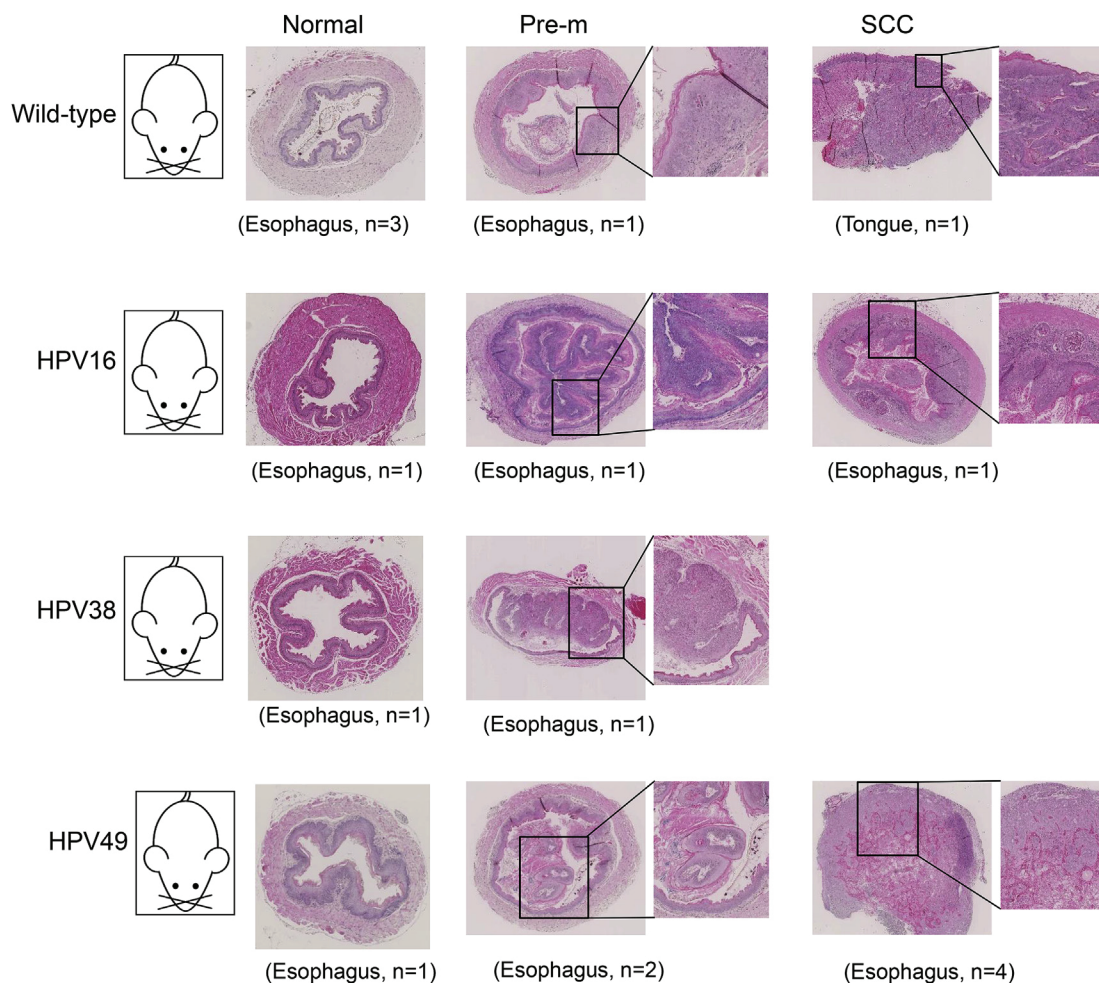 Normal Pre-m SCC
Wild-type
(Esophagus, n=3) (Esophagus, n=1) (Tongue, n=1)
HPV16
(Esophagus, n=1) (Esophagus, n=1) (Esophagus, n=1)
HPV38
(Esophagus, n=1) (Esophagus, n=1)
HPV49
(Esophagus, n=1) (Esophagus, n=2) (Esophagus, n=4)